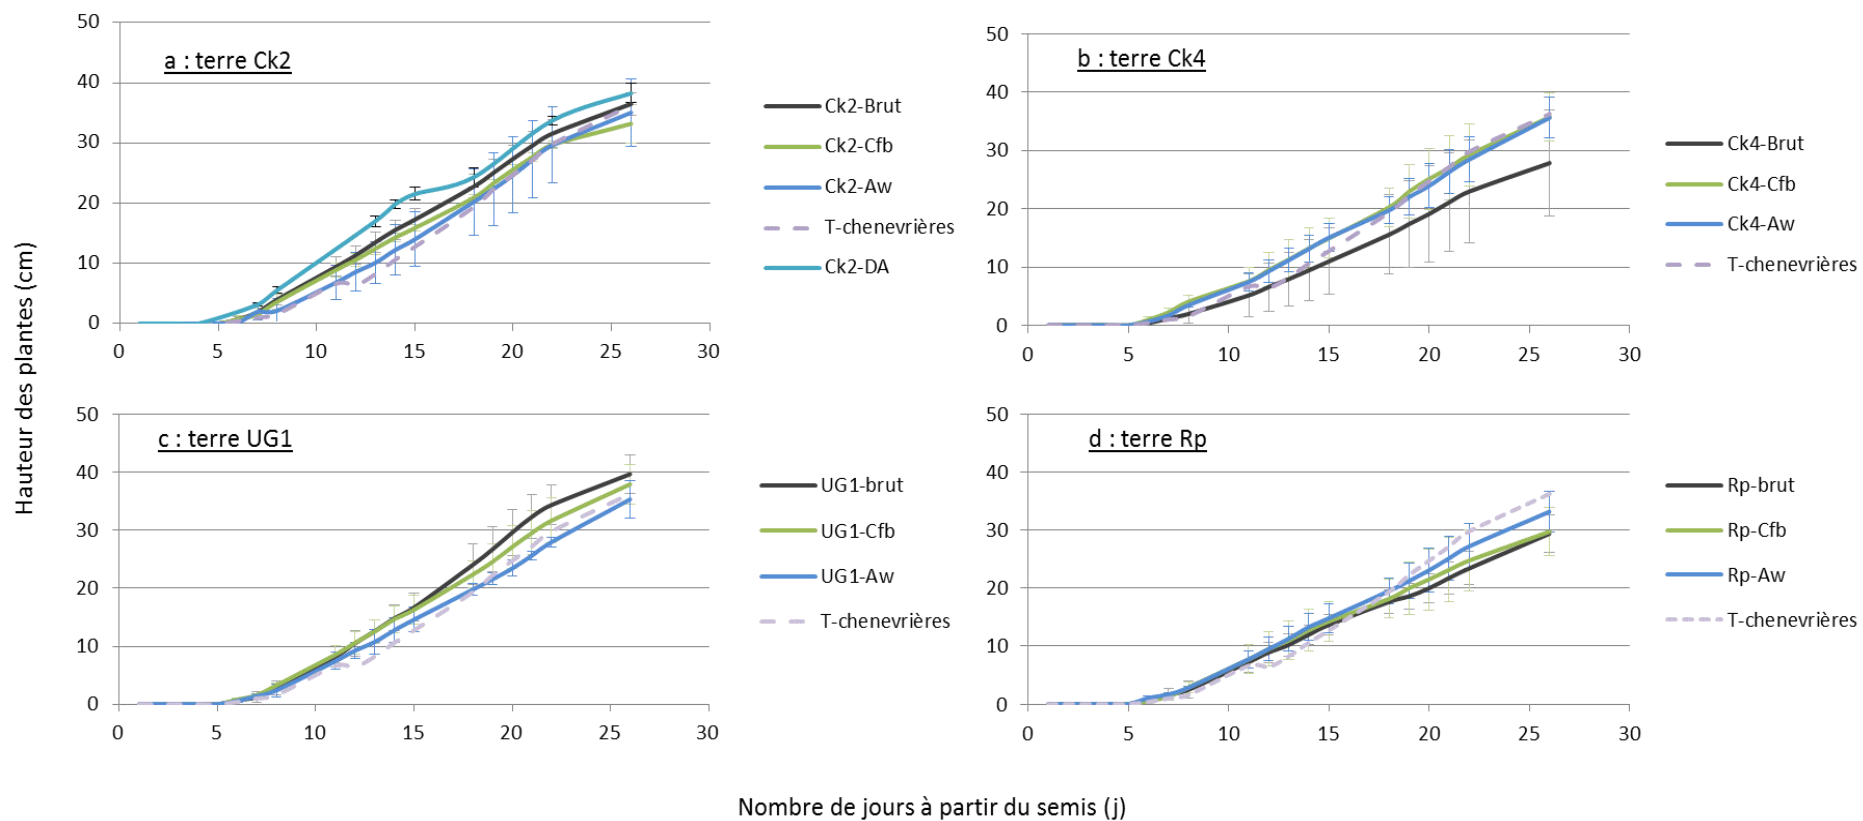 Hauteur des plantes (cm)
a : terre Ck2
50
40
30
20
10
0
0 5 10 15 20 25 30
Ck2-Brut
Ck2-Cfb
Ck2-Aw
T-chenevrières
Ck2-DA
b : terre Ck4
50
40
30
20
10
0
0 5 10 15 20 25 30
Ck4-Brut
Ck4-Cfb
Ck4-Aw
T-chenevrières
c : terre UG1
50
40
30
20
10
0
0 5 10 15 20 25 30
UG1-brut
UG1-Cfb
UG1-Aw
T-chenevrières
d : terre Rp
50
40
30
20
10
0
0 5 10 15 20 25 30
Rp-brut
Rp-Cfb
Rp-Aw
T-chenevrières
Nombre de jours à partir du semis (j)